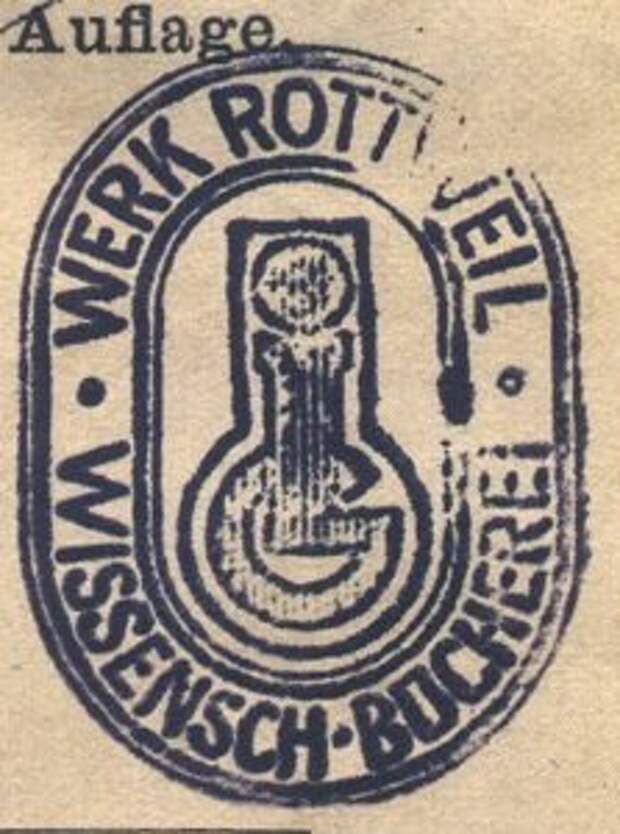 Auflage.
WERK ROTTWEIL
WISSENSCH·BÜCHEREI